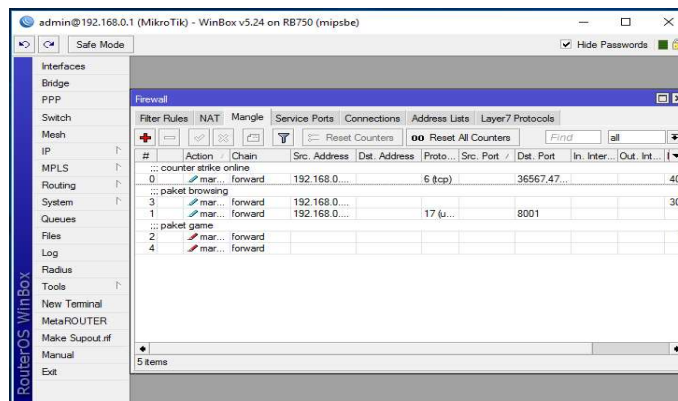 admin@192.168.0.1 (MikroTik) - WinBox v5.24 on RB750 (mipsbe)
Safe Mode
Hide Passwords
Interfaces
Bridge
PPP
Switch
Mesh
IP
MPLS
Routing
System
Queues
Files
Log
Radius
Tools
New Terminal
MetaROUTER
Make Supout.rif
Manual
Exit
RouterOS WinBox
Firewall
Filter Rules NAT Mangle Service Ports Connections Address Lists Layer7 Protocols
Reset Counters 00 Reset All Counters Find all
# Action Chain Src. Address Dst. Address Proto... Src. Port Dst. Port In. Inter... Out. Int...
;;; counter strike online
0 mar... forward 192.168.0.... 6 (tcp) 36567,47... 40
;;; paket browsing
3 mar... forward 192.168.0.... 30
1 mar... forward 192.168.0.... 17 (u... 8001
;;; paket game
2 mar... forward
4 mar... forward
5 items